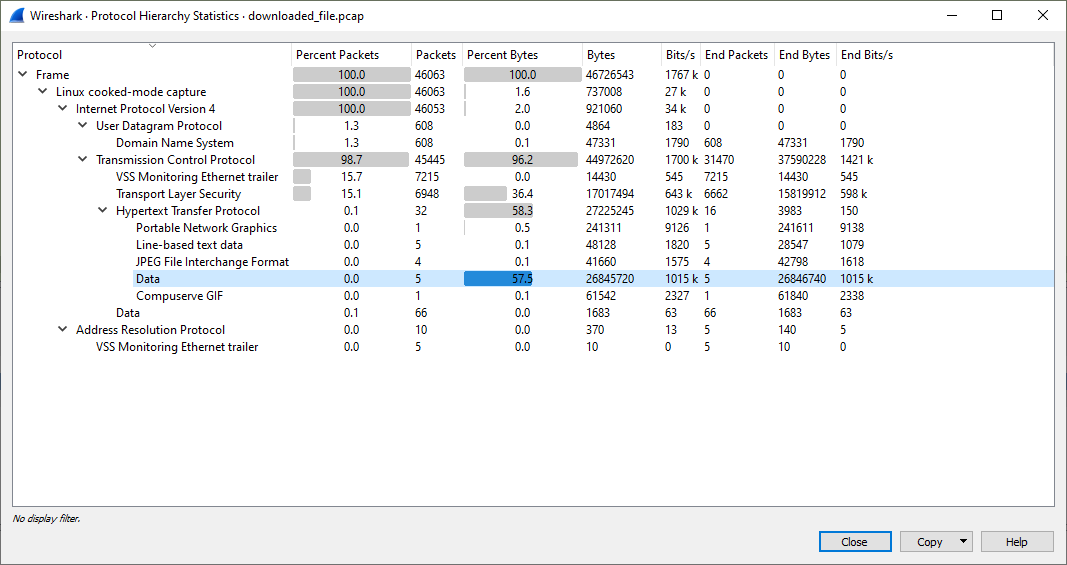 Wireshark · Protocol Hierarchy Statistics · downloaded_file.pcap
Protocol Percent Packets Packets Percent Bytes Bytes Bits/s End Packets End Bytes End Bits/s
Frame 100.0 46063 100.0 46726543 1767 k 0 0 0
Linux cooked-mode capture 100.0 46063 1.6 737008 27 k 0 0 0
Internet Protocol Version 4 100.0 46053 2.0 921060 34 k 0 0 0
User Datagram Protocol 1.3 608 0.0 4864 183 0 0 0
Domain Name System 1.3 608 0.1 47331 1790 608 47331 1790
Transmission Control Protocol 98.7 45445 96.2 44972620 1700 k 31470 37590228 1421 k
VSS Monitoring Ethernet trailer 15.7 7215 0.0 14430 545 7215 14430 545
Transport Layer Security 15.1 6948 36.4 17017494 643 k 6662 15819912 598 k
Hypertext Transfer Protocol 0.1 32 58.3 27225245 1029 k 16 3983 150
Portable Network Graphics 0.0 1 0.5 241311 9126 1 241611 9138
Line-based text data 0.0 5 0.1 48128 1820 5 28547 1079
JPEG File Interchange Format 0.0 4 0.1 41660 1575 4 42798 1618
Data 0.0 5 57.5 26845720 1015 k 5 26846740 1015 k
Compuserve GIF 0.0 1 0.1 61542 2327 1 61840 2338
Data 0.1 66 0.0 1683 63 66 1683 63
Address Resolution Protocol 0.0 10 0.0 370 13 5 140 5
VSS Monitoring Ethernet trailer 0.0 5 0.0 10 0 5 10 0
No display filter.
Close Copy Help